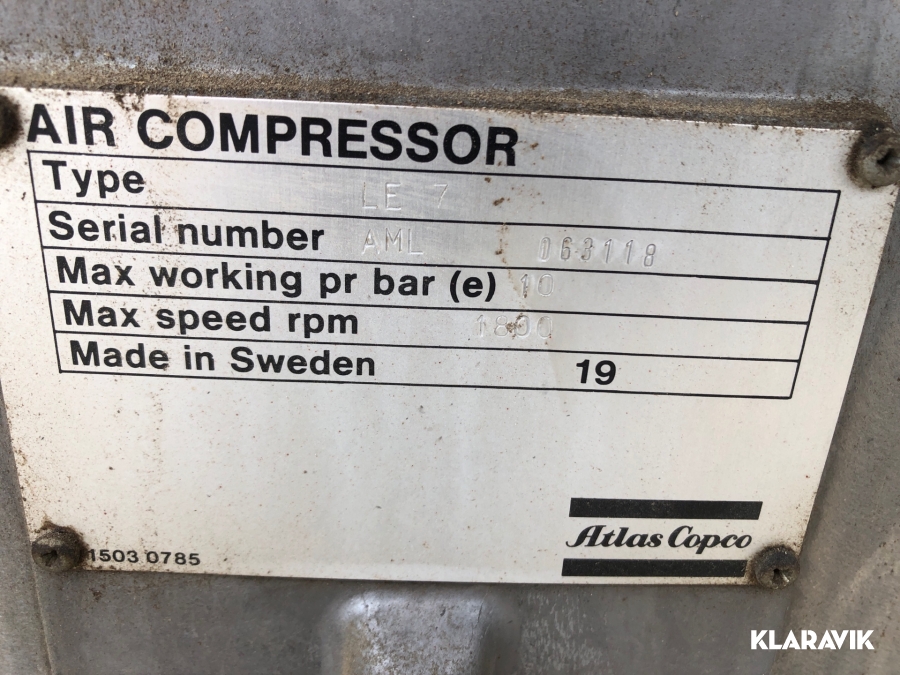 AIR COMPRESSOR
Type LE 7
Serial number AML 063118
Max working pr bar (e) 10
Max speed rpm 1800
Made in Sweden 19
Atlas Copco
1503 0785
KLARAVIK